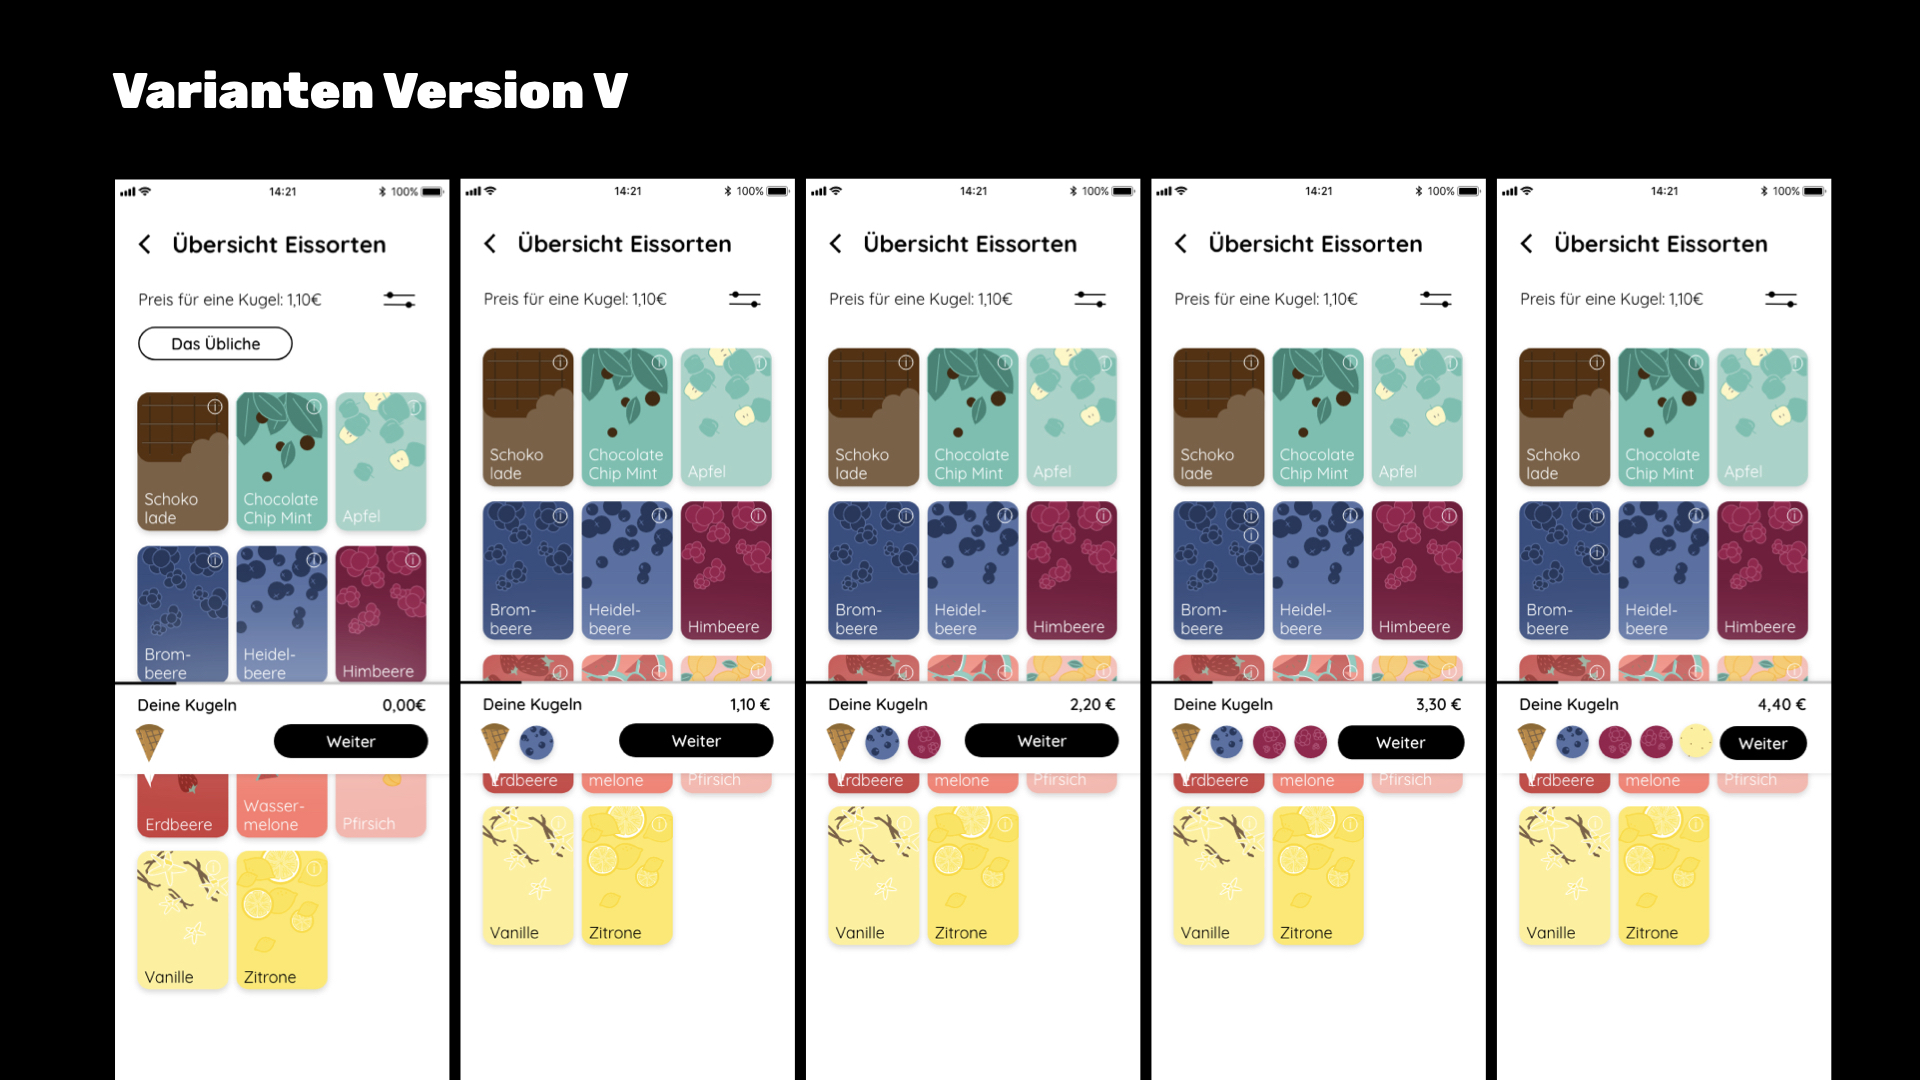 Varianten Version V
14:21
100%
Übersicht Eissorten
Preis für eine Kugel: 1,10€
Das Übliche
Schoko
lade
Chocolate
Chip Mint
Apfel
Brom-
beere
Heidel-
beere
Himbeere
Deine Kugeln
0,00€
Weiter
Erdbeere
Wasser-
melone
Pfirsich
Vanille
Zitrone
14:21
100%
Übersicht Eissorten
Preis für eine Kugel: 1,10€
Schoko
lade
Chocolate
Chip Mint
Apfel
Brom-
beere
Heidel-
beere
Himbeere
Deine Kugeln
1,10 €
Weiter
Erdbeere
melone
Pfirsich
Vanille
Zitrone
14:21
100%
Übersicht Eissorten
Preis für eine Kugel: 1,10€
Schoko
lade
Chocolate
Chip Mint
Apfel
Brom-
beere
Heidel-
beere
Himbeere
Deine Kugeln
2,20 €
Weiter
Erdbeere
melone
Pfirsich
Vanille
Zitrone
14:21
100%
Übersicht Eissorten
Preis für eine Kugel: 1,10€
Schoko
lade
Chocolate
Chip Mint
Apfel
Brom-
beere
Heidel-
beere
Himbeere
Deine Kugeln
3,30 €
Weiter
Erdbeere
melone
Pfirsich
Vanille
Zitrone
14:21
100%
Übersicht Eissorten
Preis für eine Kugel: 1,10€
Schoko
lade
Chocolate
Chip Mint
Apfel
Brom-
beere
Heidel-
beere
Himbeere
Deine Kugeln
4,40 €
Weiter
Erdbeere
melone
Pfirsich
Vanille
Zitrone